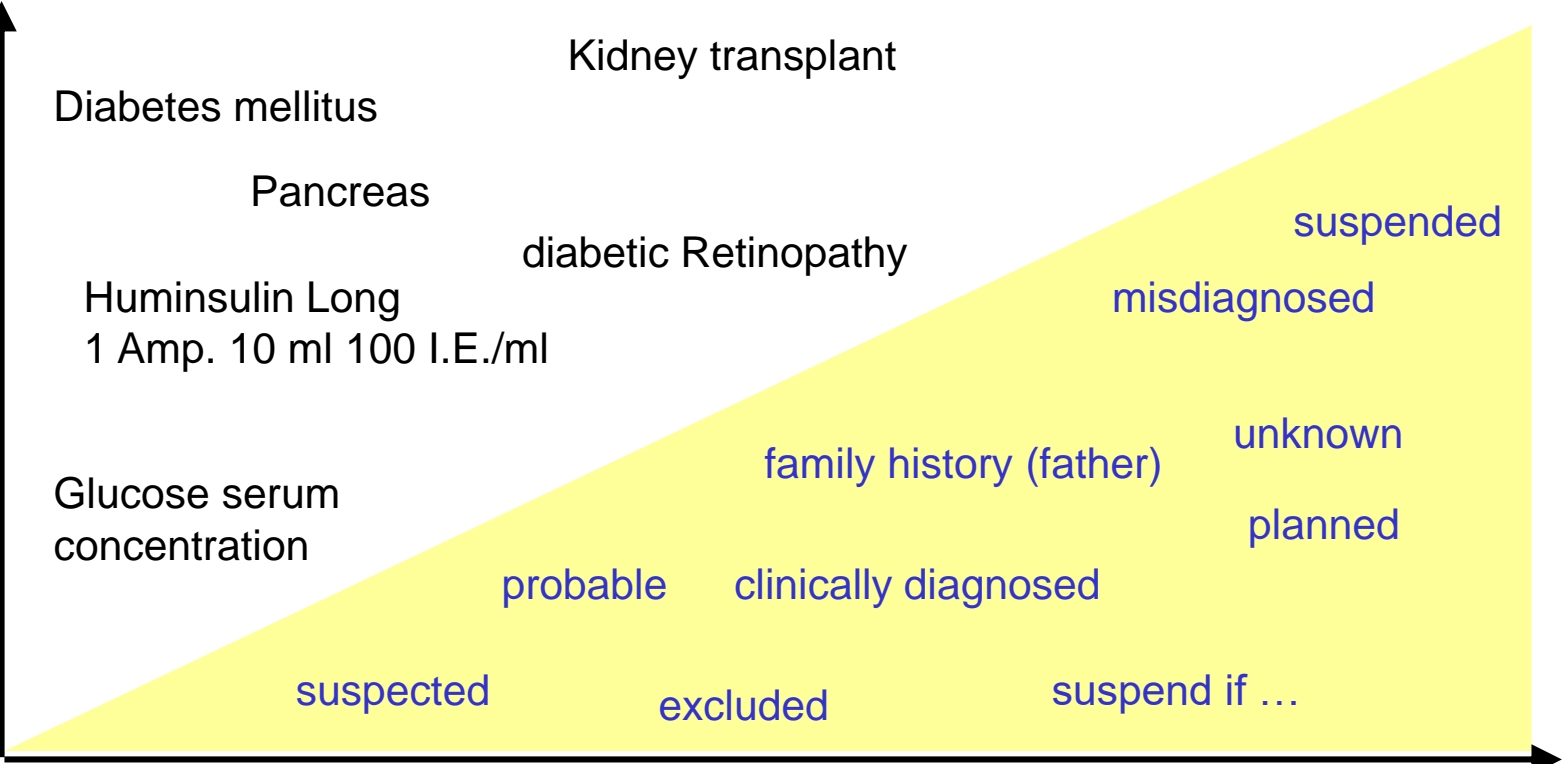 Kidney transplant
Diabetes mellitus
Pancreas
suspended
diabetic Retinopathy
Huminsulin Long
1 Amp. 10 ml 100 I.E./ml
misdiagnosed
unknown
family history (father)
Glucose serum
concentration
planned
probable
clinically diagnosed
suspected
excluded
suspend if …